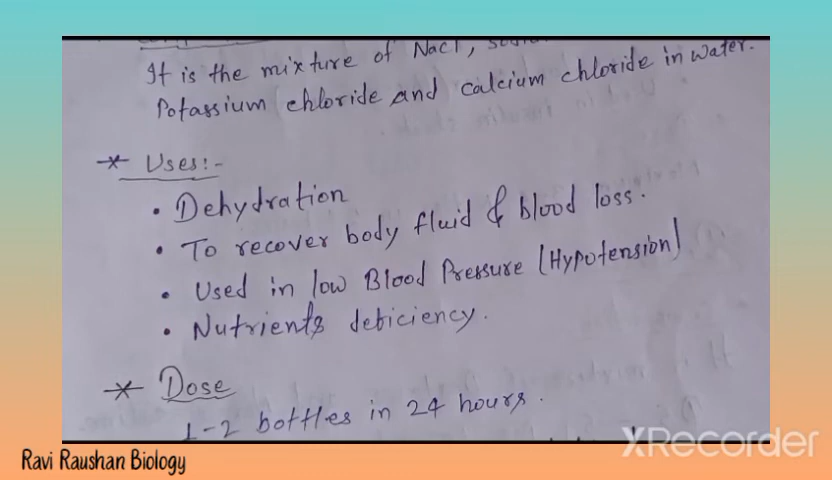 It is the mixture of NaCl,
Potassium chloride and calcium chloride in water.
* Uses:-
• Dehydration
• To recover body fluid & blood loss.
• Used in low Blood Pressure (Hypotension)
• Nutrients deficiency.
* Dose
1-2 bottles in 24 hours.
XRecorder
Ravi Raushan Biology